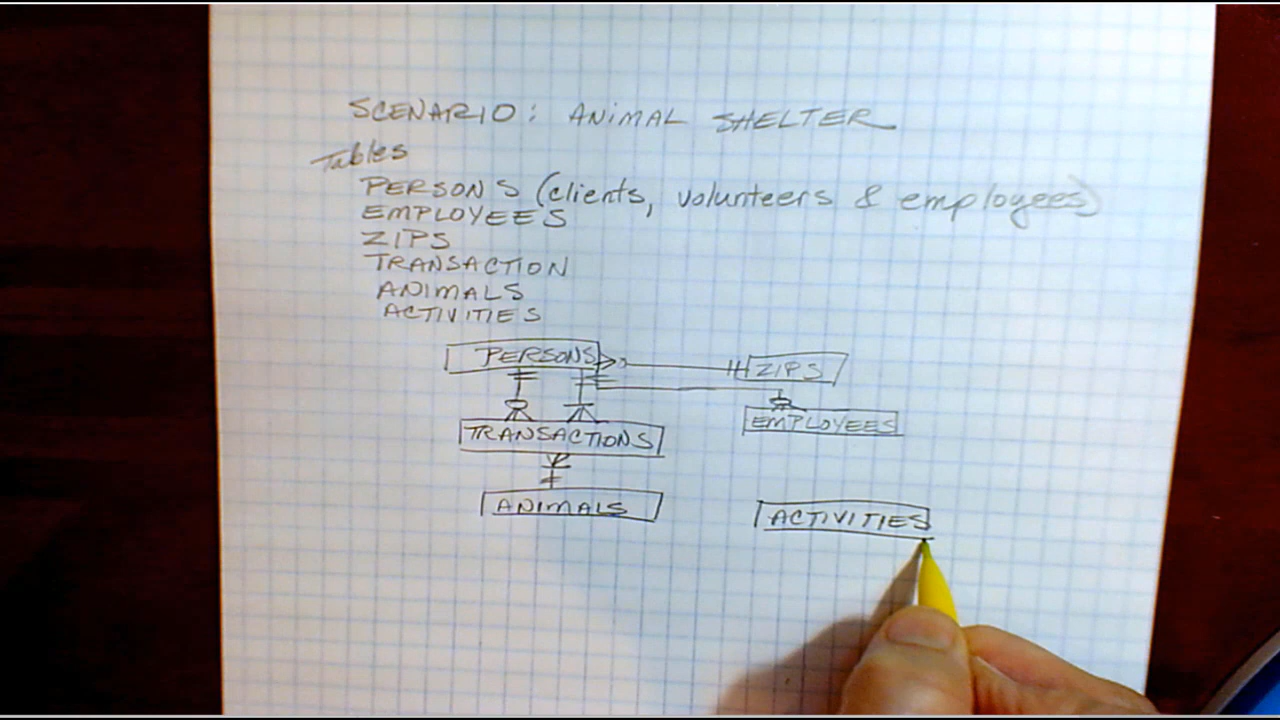 SCENARIO: ANIMAL SHELTER
Tables
PERSONS (clients, volunteers & employees)
EMPLOYEES
ZIPS
TRANSACTION
ANIMALS
ACTIVITIES
PERSONS
ZIPS
EMPLOYEES
TRANSACTIONS
ANIMALS
ACTIVITIES